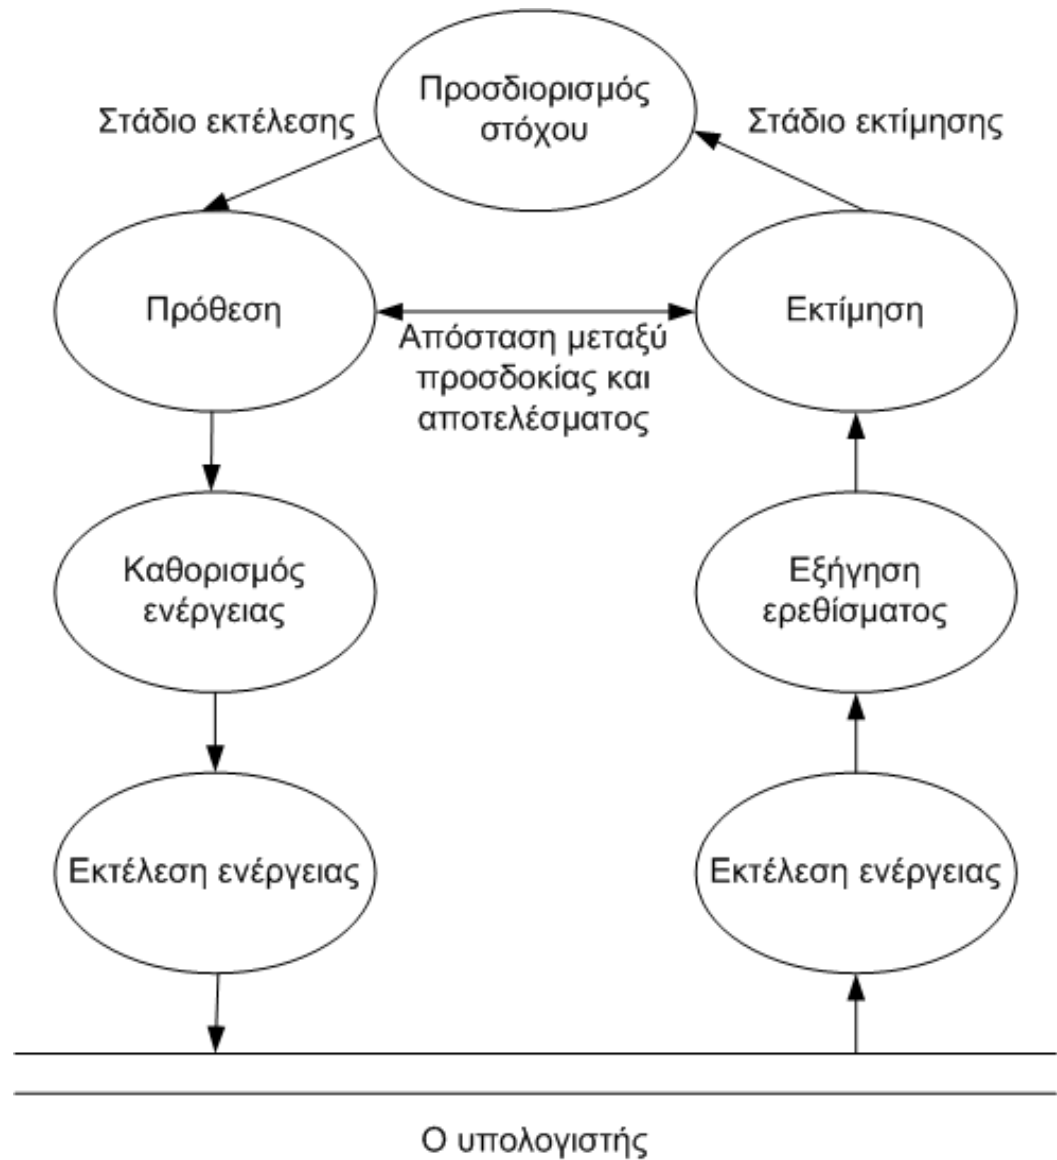 Προσδιορισμός
στόχου
Στάδιο εκτέλεσης
Στάδιο εκτίμησης
Πρόθεση
Εκτίμηση
Απόσταση μεταξύ
προσδοκίας και
αποτελέσματος
Καθορισμός
ενέργειας
Εξήγηση
ερεθίσματος
Εκτέλεση ενέργειας
Εκτέλεση ενέργειας
Ο υπολογιστής